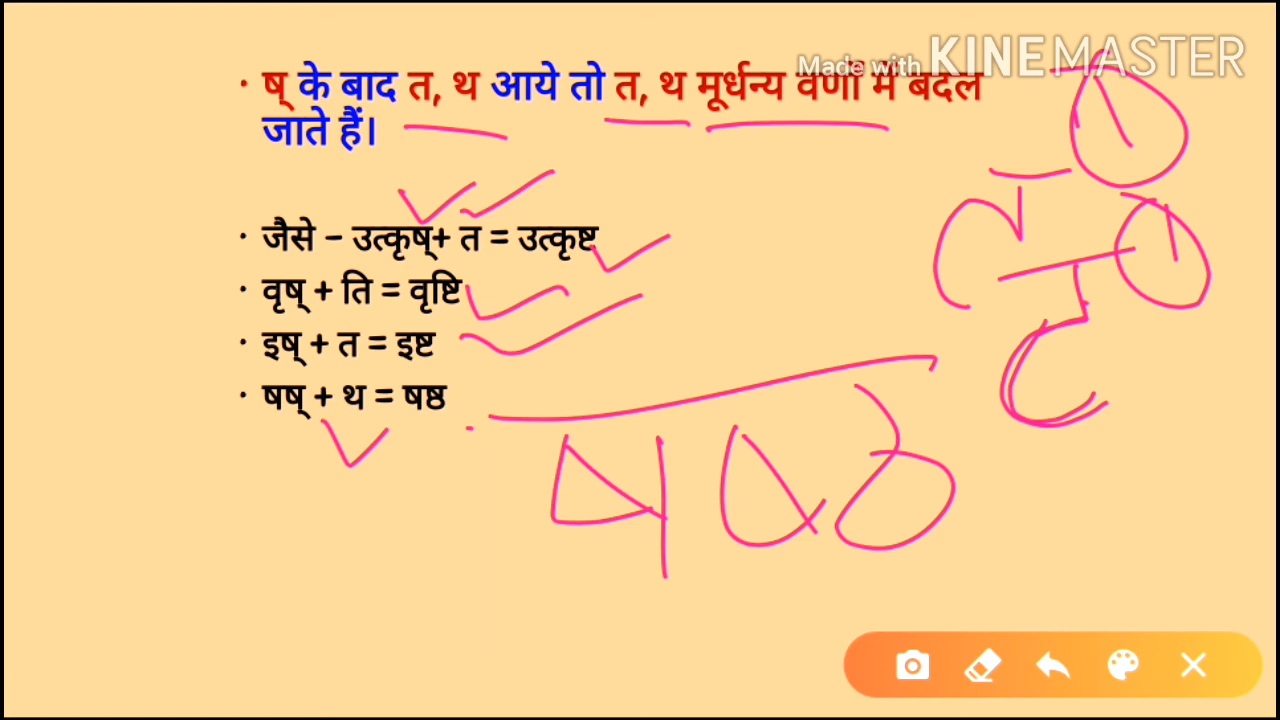 Made with KINEMASTER
• ष् के बाद त, थ आये तो त, थ मूर्धन्य वर्णों में बदल
जाते हैं।
• जैसे – उत्कृष्+ त = उत्कृष्ट
• वृष् + ति = वृष्टि
• इष् + त = इष्ट
• षष् + थ = षष्ठ